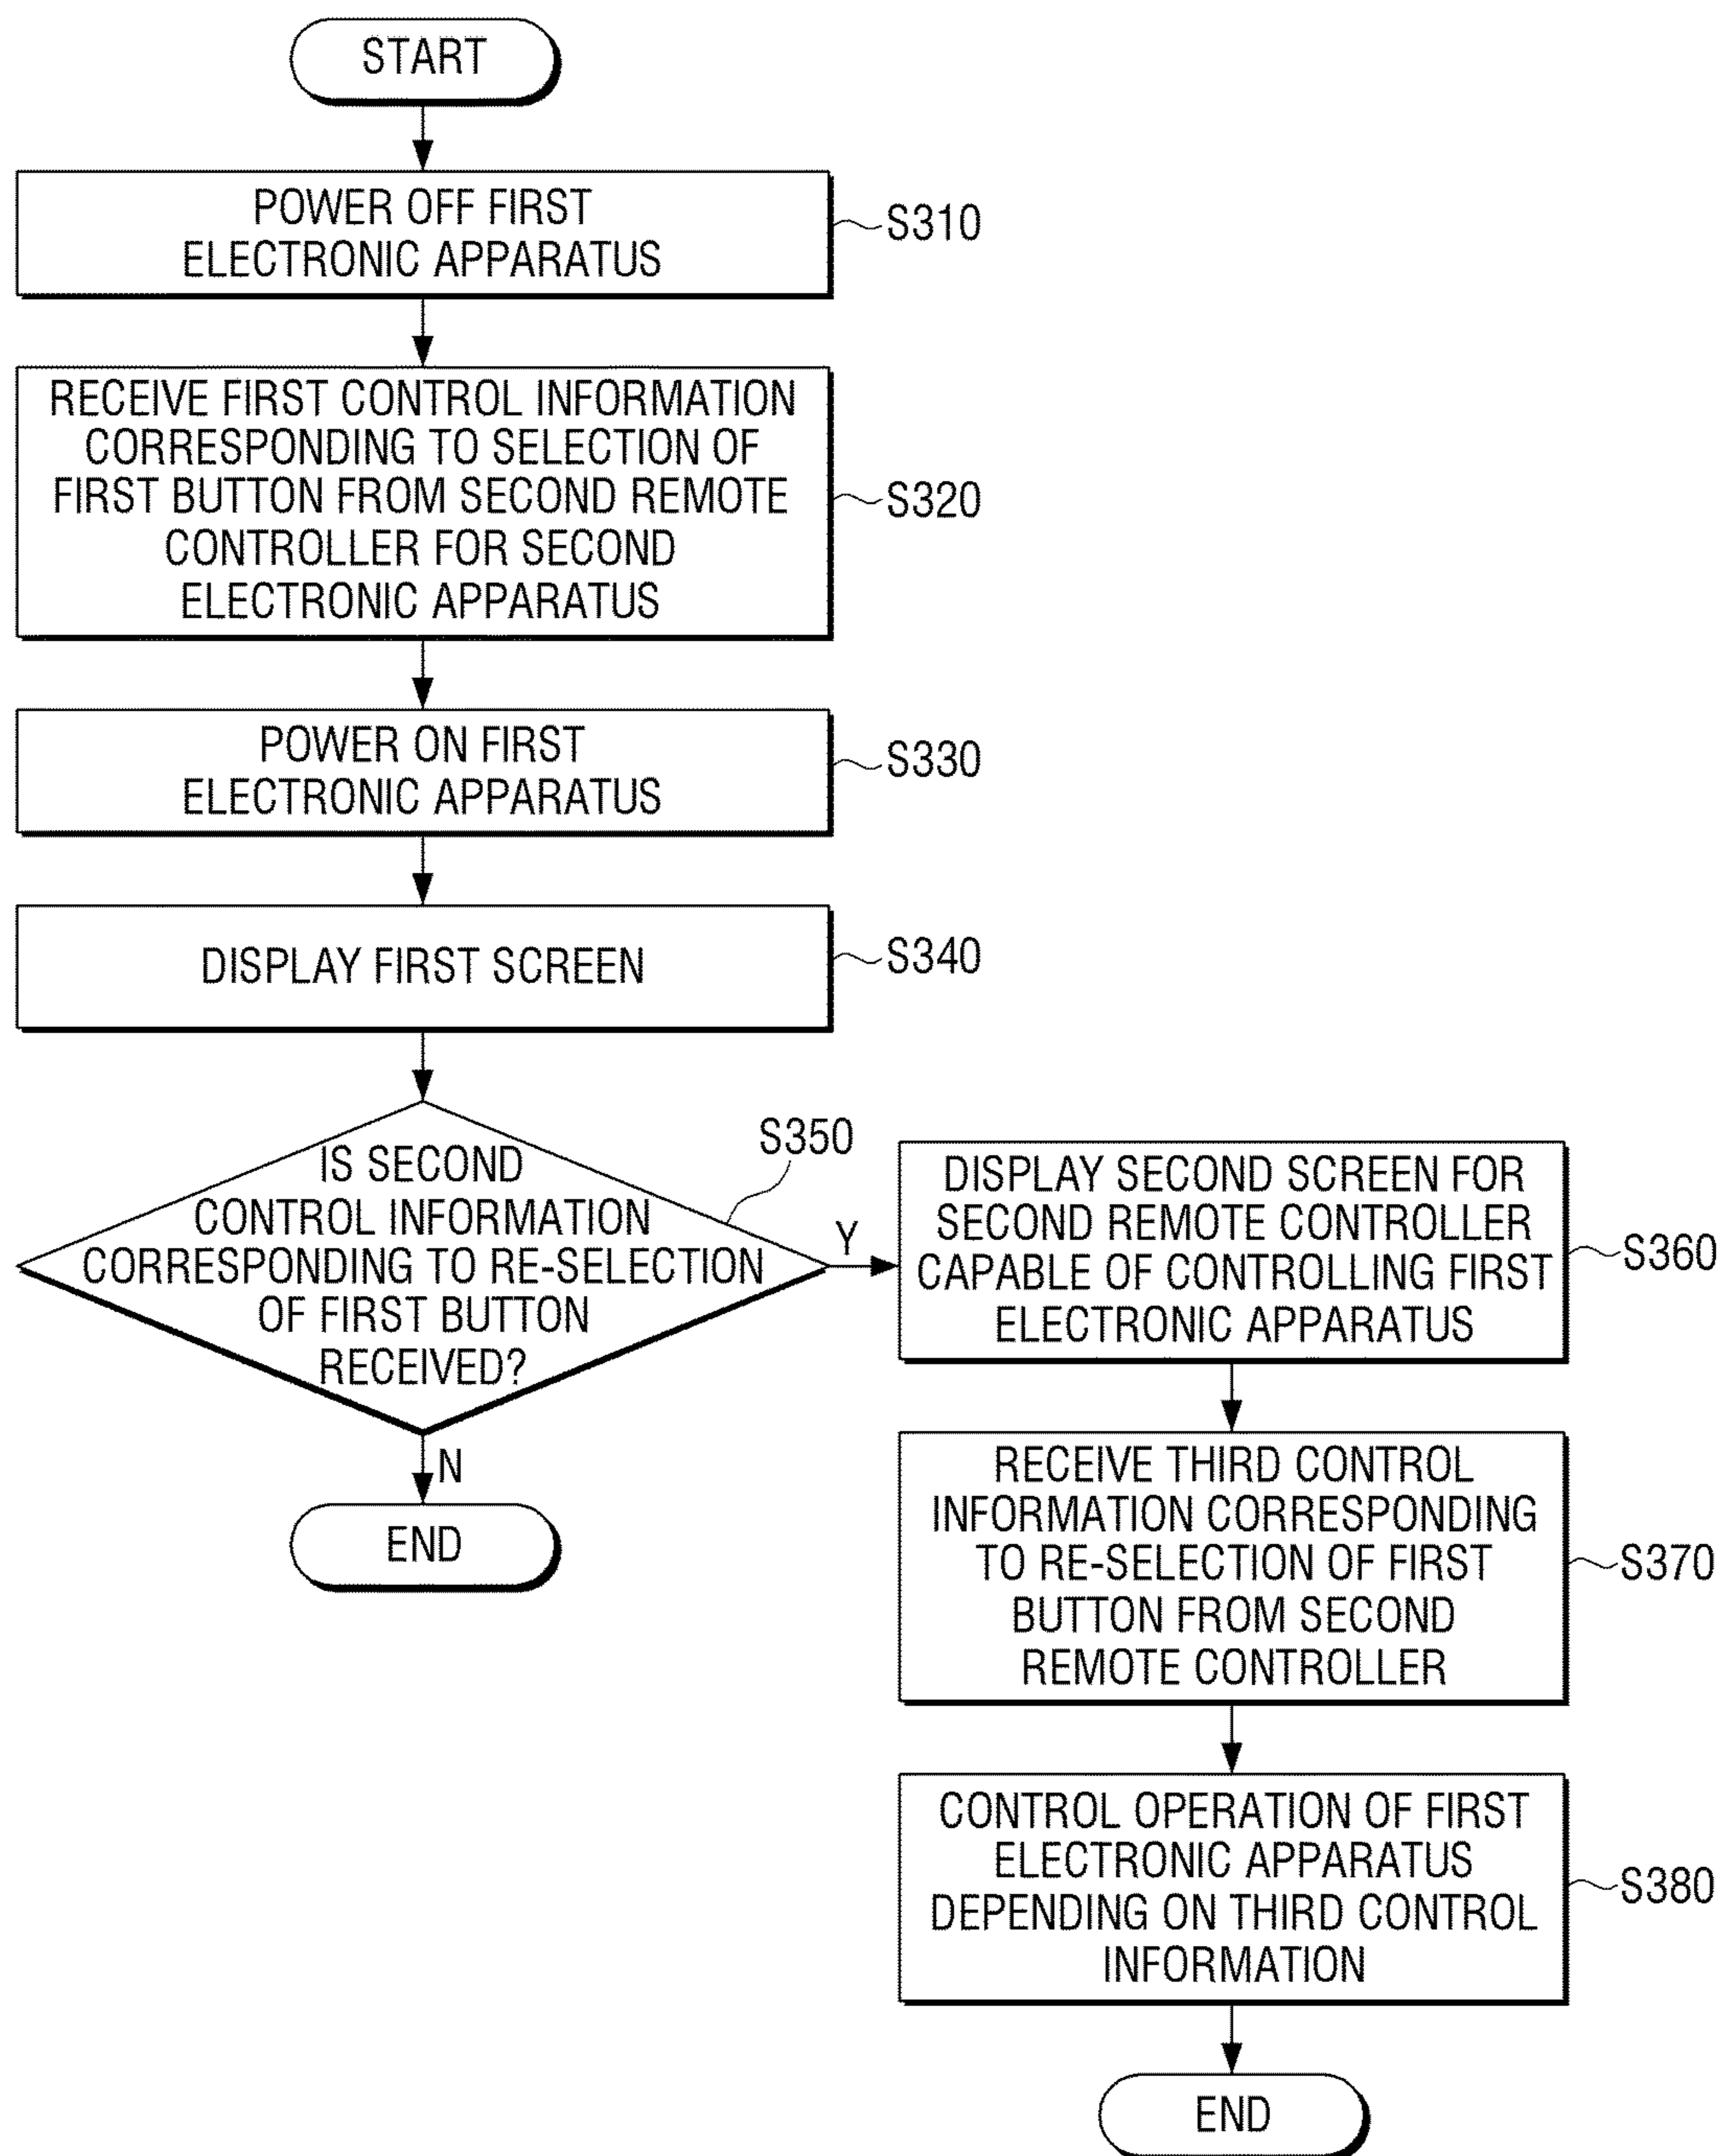 START
POWER OFF FIRST
ELECTRONIC APPARATUS
S310
RECEIVE FIRST CONTROL INFORMATION
CORRESPONDING TO SELECTION OF
FIRST BUTTON FROM SECOND REMOTE
CONTROLLER FOR SECOND
ELECTRONIC APPARATUS
S320
POWER ON FIRST
ELECTRONIC APPARATUS
S330
DISPLAY FIRST SCREEN
S340
IS SECOND
CONTROL INFORMATION
CORRESPONDING TO RE-SELECTION
OF FIRST BUTTON
RECEIVED?
S350
Y
N
END
DISPLAY SECOND SCREEN FOR
SECOND REMOTE CONTROLLER
CAPABLE OF CONTROLLING FIRST
ELECTRONIC APPARATUS
S360
RECEIVE THIRD CONTROL
INFORMATION CORRESPONDING
TO RE-SELECTION OF FIRST
BUTTON FROM SECOND
REMOTE CONTROLLER
S370
CONTROL OPERATION OF FIRST
ELECTRONIC APPARATUS
DEPENDING ON THIRD CONTROL
INFORMATION
S380
END